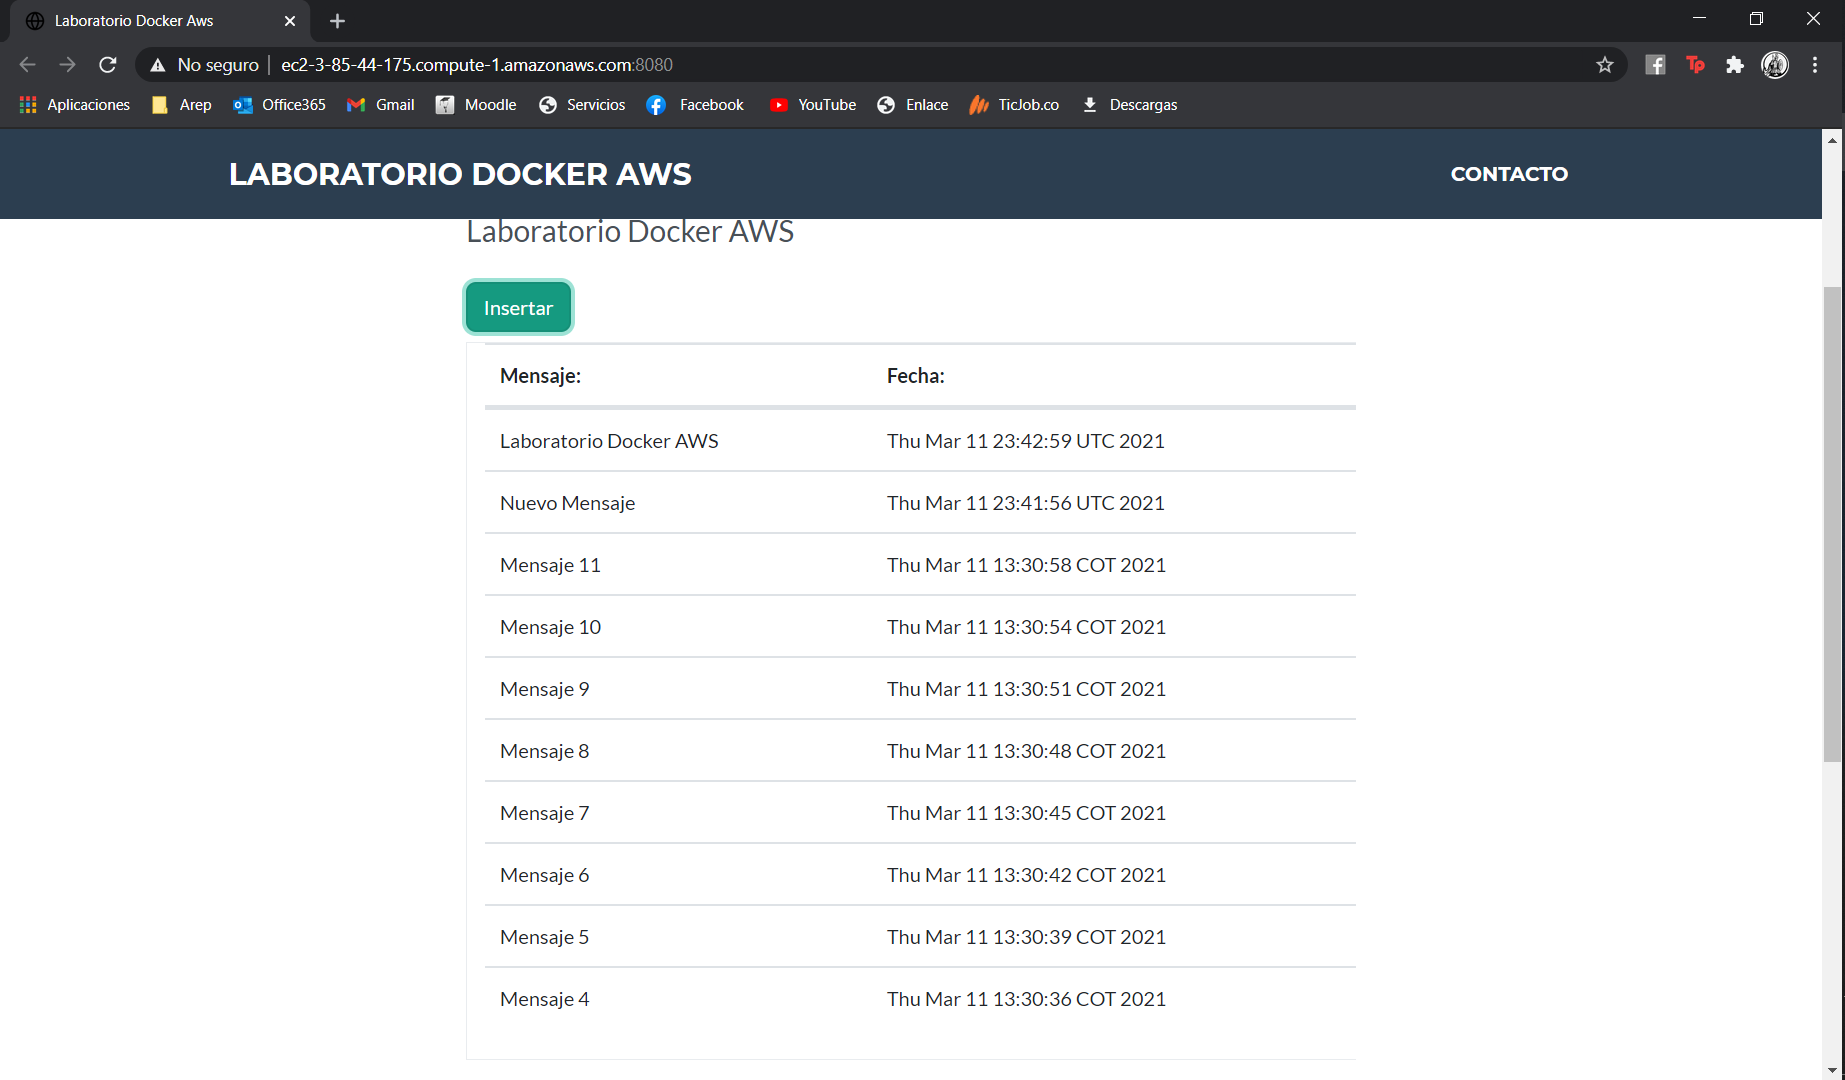 Laboratorio Docker Aws
No seguro ec2-3-85-44-175.compute-1.amazonaws.com:8080
Aplicaciones Arep Office365 Gmail Moodle Servicios Facebook YouTube Enlace TicJob.co Descargas
LABORATORIO DOCKER AWS CONTACTO
Laboratorio Docker AWS
Insertar
Mensaje: Fecha:
Laboratorio Docker AWS Thu Mar 11 23:42:59 UTC 2021
Nuevo Mensaje Thu Mar 11 23:41:56 UTC 2021
Mensaje 11 Thu Mar 11 13:30:58 COT 2021
Mensaje 10 Thu Mar 11 13:30:54 COT 2021
Mensaje 9 Thu Mar 11 13:30:51 COT 2021
Mensaje 8 Thu Mar 11 13:30:48 COT 2021
Mensaje 7 Thu Mar 11 13:30:45 COT 2021
Mensaje 6 Thu Mar 11 13:30:42 COT 2021
Mensaje 5 Thu Mar 11 13:30:39 COT 2021
Mensaje 4 Thu Mar 11 13:30:36 COT 2021